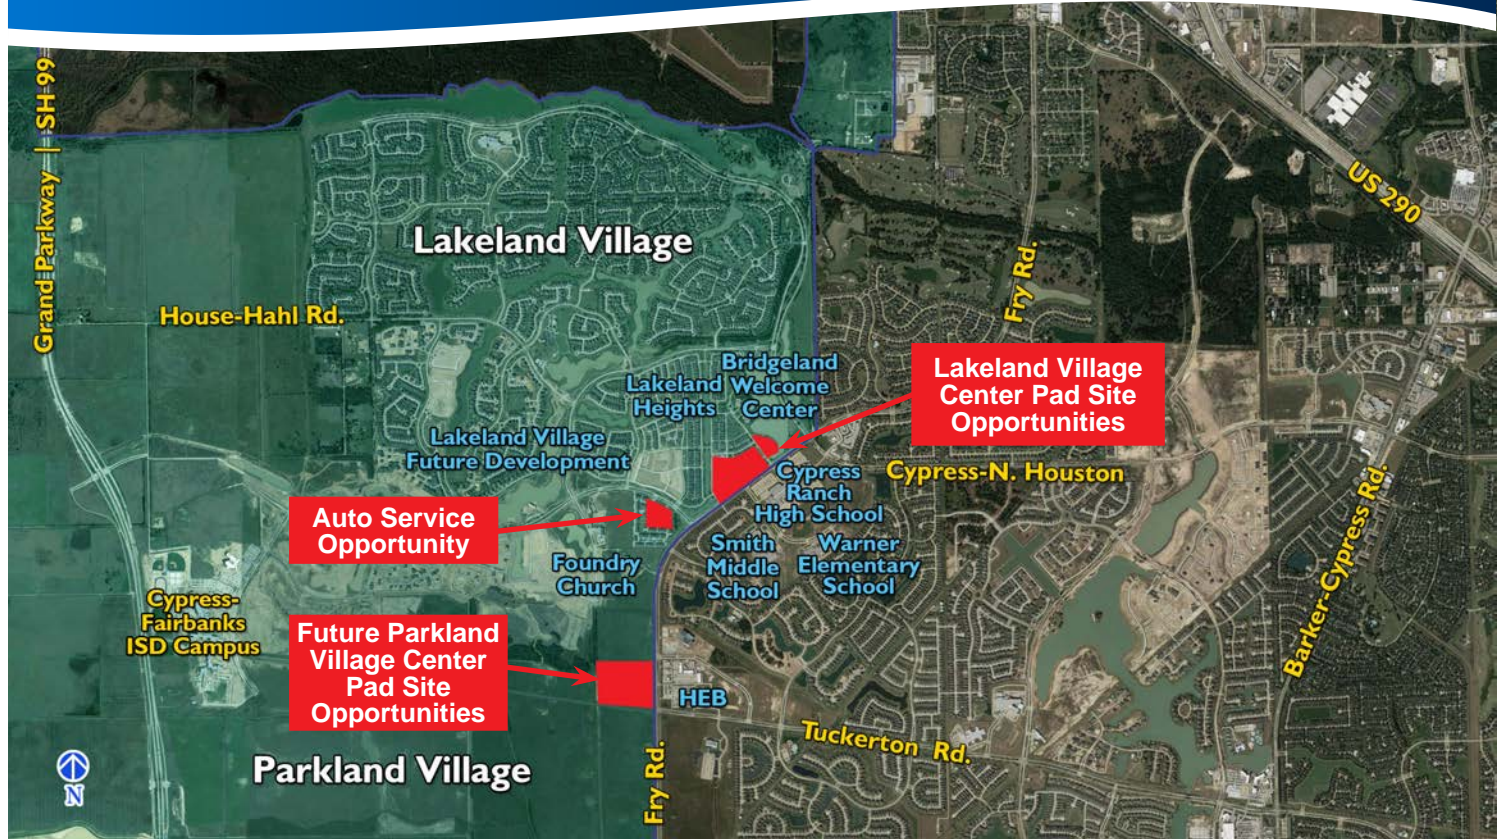 Grand Parkway | SH-99
US 290
Lakeland Village
Fry Rd.
House-Hahl Rd.
Bridgeland
Welcome
Center
Lakeland
Heights
Lakeland Village
Center Pad Site
Opportunities
Lakeland Village
Future Development
Cypress-N. Houston
Cypress
Ranch
High School
Auto Service
Opportunity
Smith
Middle
School
Warner
Elementary
School
Foundry
Church
Barker-Cypress Rd.
Cypress-
Fairbanks
ISD Campus
Future Parkland
Village Center
Pad Site
Opportunities
HEB
Tuckerton Rd.
Parkland Village
Fry Rd.
N